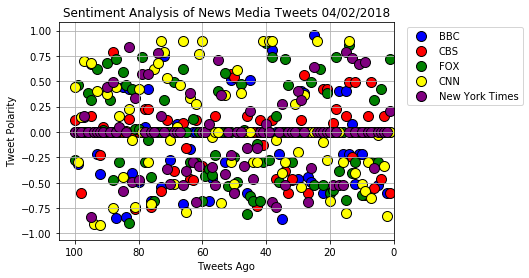 Sentiment Analysis of News Media Tweets 04/02/2018
1.00
0.75
0.50
0.25
0.00
−0.25
−0.50
−0.75
−1.00
Tweet Polarity
100
80
60
40
20
0
Tweets Ago
BBC
CBS
FOX
CNN
New York Times